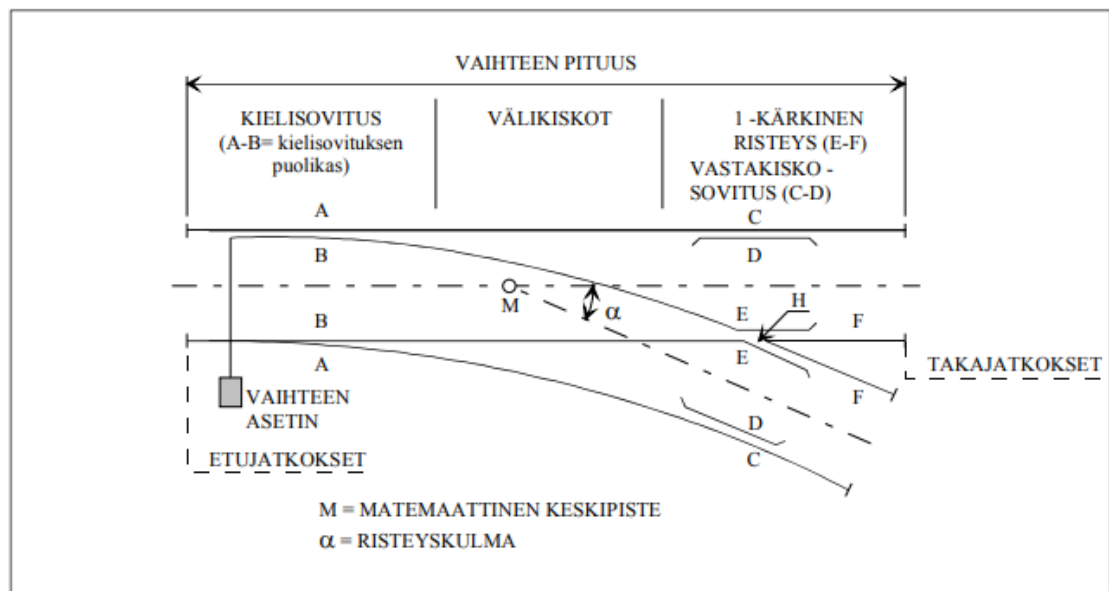 VAIHTEEN PITUUS
KIELISOVITUS
(A-B= kielisovituksen
puolikas)
VÄLIKISKOT
1 -KÄRKINEN
RISTEYS (E-F)
VASTAKISKO -
SOVITUS (C-D)
A
C
B
D
M
α
H
B
E
F
A
E
F
TAKAJATKOKSET
VAIHTEEN
ASETIN
D
C
ETUJATKOKSET
M = MATEMAATTINEN KESKIPISTE
α = RISTEYSKULMA